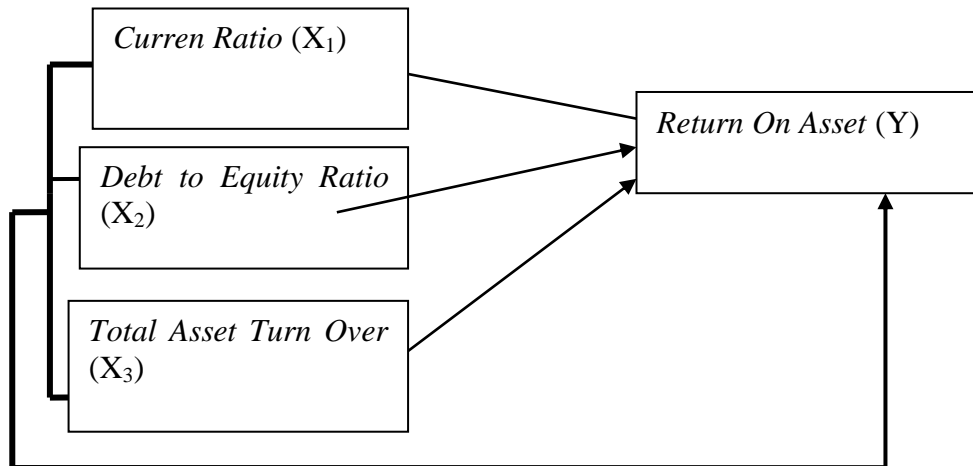 Curren Ratio (X₁)
Return On Asset (Y)
Debt to Equity Ratio
(X₂)
Total Asset Turn Over
(X₃)